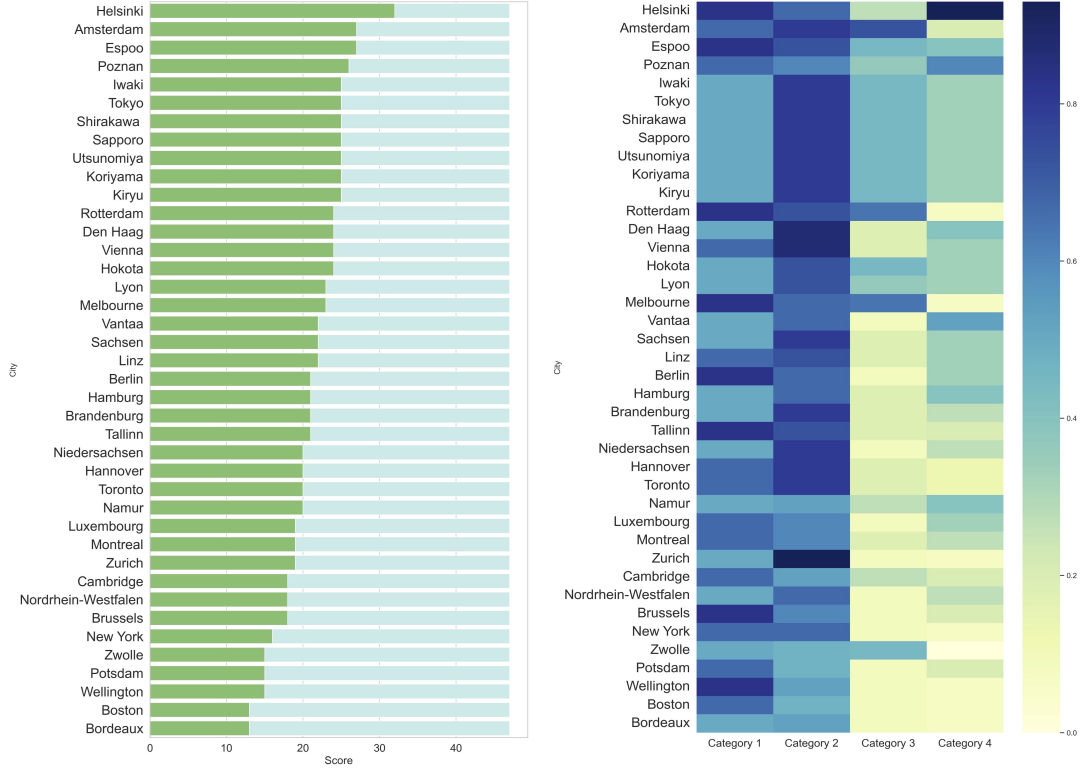 Helsinki
Amsterdam
Espoo
Poznan
Iwaki
Tokyo
Shirakawa
Sapporo
Utsunomiya
Koriyama
Kiryu
Rotterdam
Den Haag
Vienna
Hokota
Lyon
Melbourne
Vantaa
Sachsen
Linz
Berlin
Hamburg
Brandenburg
Tallinn
Niedersachsen
Hannover
Toronto
Namur
Luxembourg
Montreal
Zurich
Cambridge
Nordrhein-Westfalen
Brussels
New York
Zwolle
Potsdam
Wellington
Boston
Bordeaux
City
0 10 20 30 40
Score
Helsinki
Amsterdam
Espoo
Poznan
Iwaki
Tokyo
Shirakawa
Sapporo
Utsunomiya
Koriyama
Kiryu
Rotterdam
Den Haag
Vienna
Hokota
Lyon
Melbourne
Vantaa
Sachsen
Linz
Berlin
Hamburg
Brandenburg
Tallinn
Niedersachsen
Hannover
Toronto
Namur
Luxembourg
Montreal
Zurich
Cambridge
Nordrhein-Westfalen
Brussels
New York
Zwolle
Potsdam
Wellington
Boston
Bordeaux
City
Category 1 Category 2 Category 3 Category 4
0.8
0.6
0.4
0.2
0.0